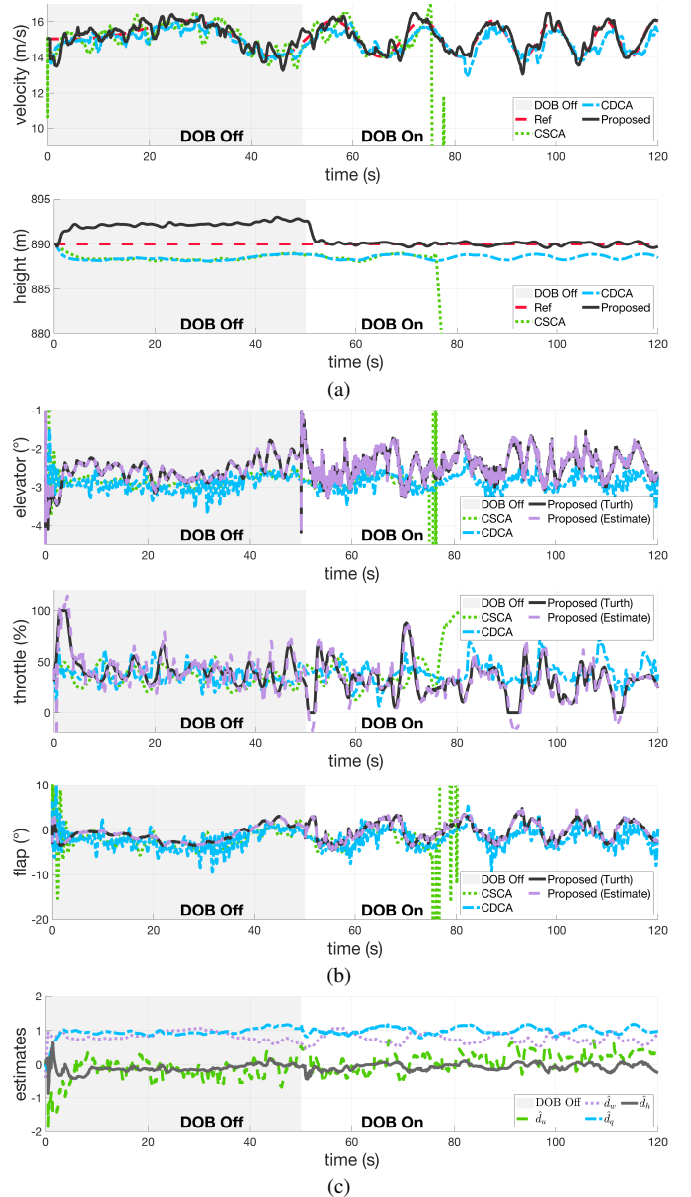 16
14
12
10
velocity (m/s)
DOB Off
DOB On
DOB Off
CDCA
Ref
Proposed
CSCA
0
20
40
60
80
100
120
time (s)
895
890
885
880
height (m)
DOB Off
DOB On
DOB Off
CDCA
Ref
Proposed
CSCA
0
20
40
60
80
100
120
time (s)
(a)
-1
-2
-3
-4
elevator (°)
DOB Off
DOB On
DOB Off
Proposed (Turth)
CSCA
Proposed (Estimate)
CDCA
0
20
40
60
80
100
120
time (s)
100
50
0
throttle (%)
DOB Off
Proposed (Turth)
CSCA
Proposed (Estimate)
CDCA
DOB Off
DOB On
0
20
40
60
80
100
120
time (s)
10
0
-10
-20
flap (°)
DOB Off
DOB On
DOB Off
Proposed (Turth)
CSCA
Proposed (Estimate)
CDCA
0
20
40
60
80
100
120
time (s)
(b)
2
1
0
-1
-2
estimates
DOB Off
DOB On
DOB Off
d̂_w
d̂_h
d̂_u
d̂_q
0
20
40
60
80
100
120
time (s)
(c)